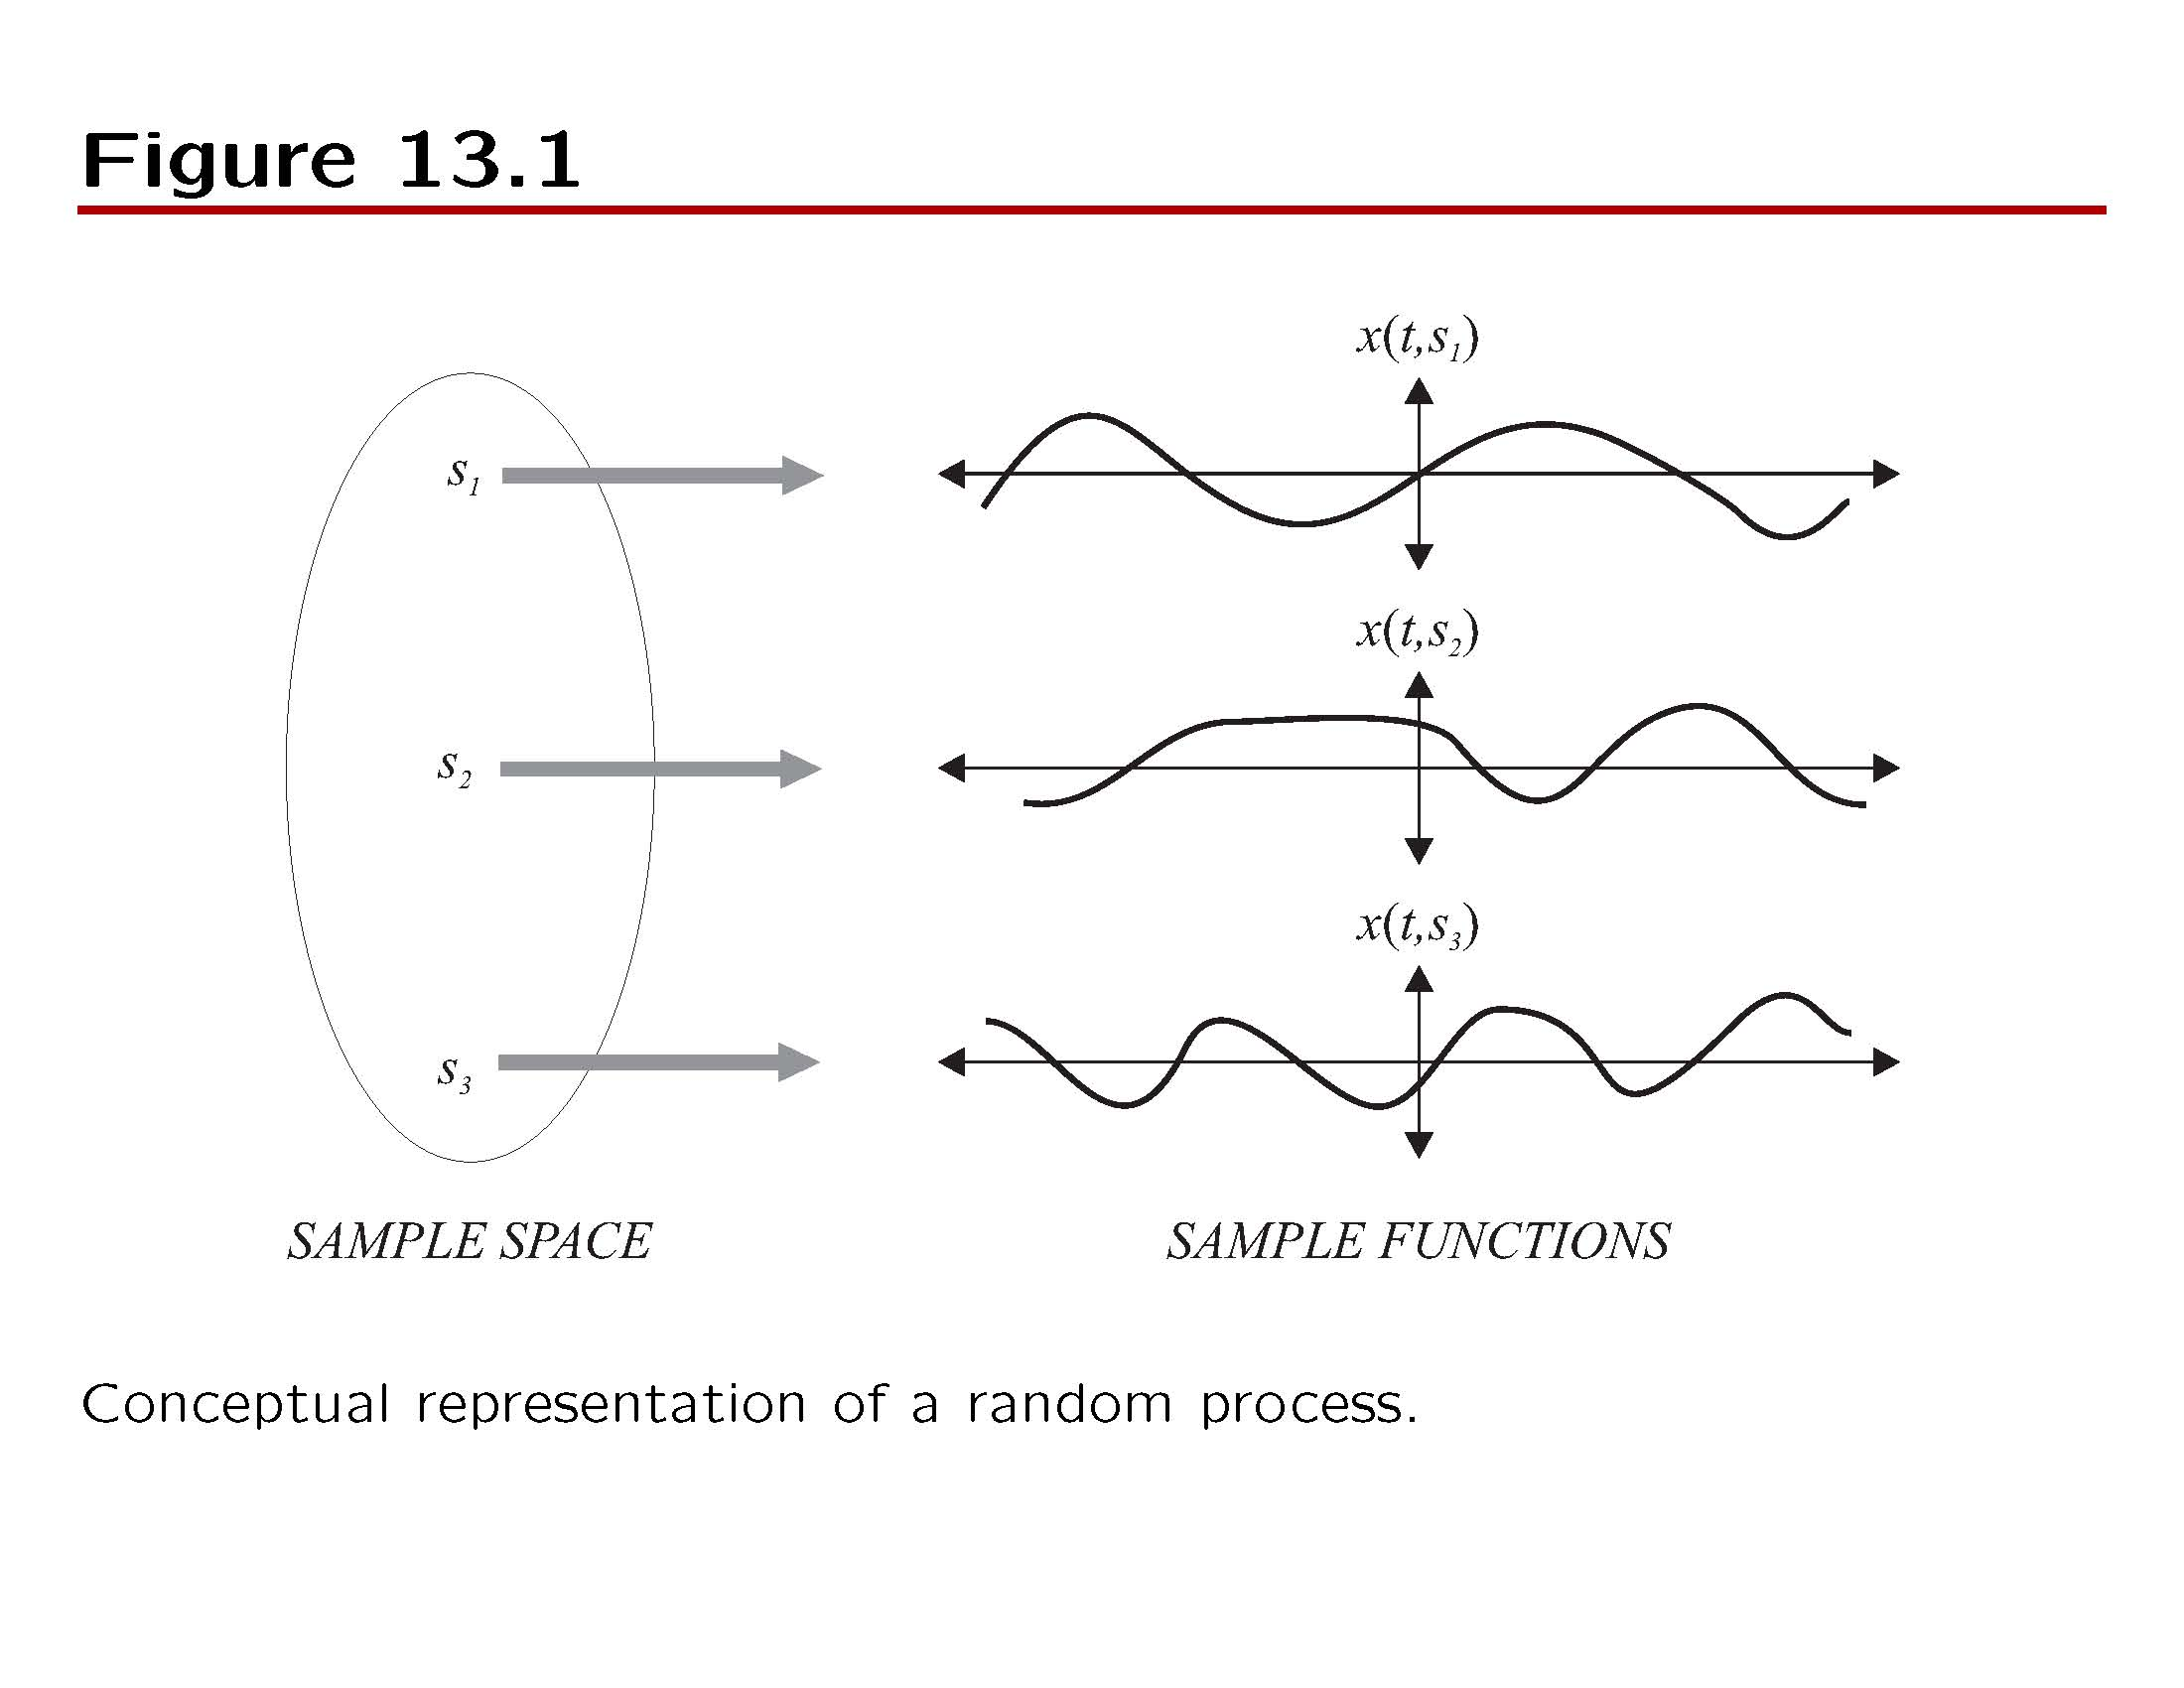 Figure 13.1
x(t,s₁)
s₁
x(t,s₂)
s₂
x(t,s₃)
s₃
SAMPLE SPACE
SAMPLE FUNCTIONS
Conceptual representation of a random process.